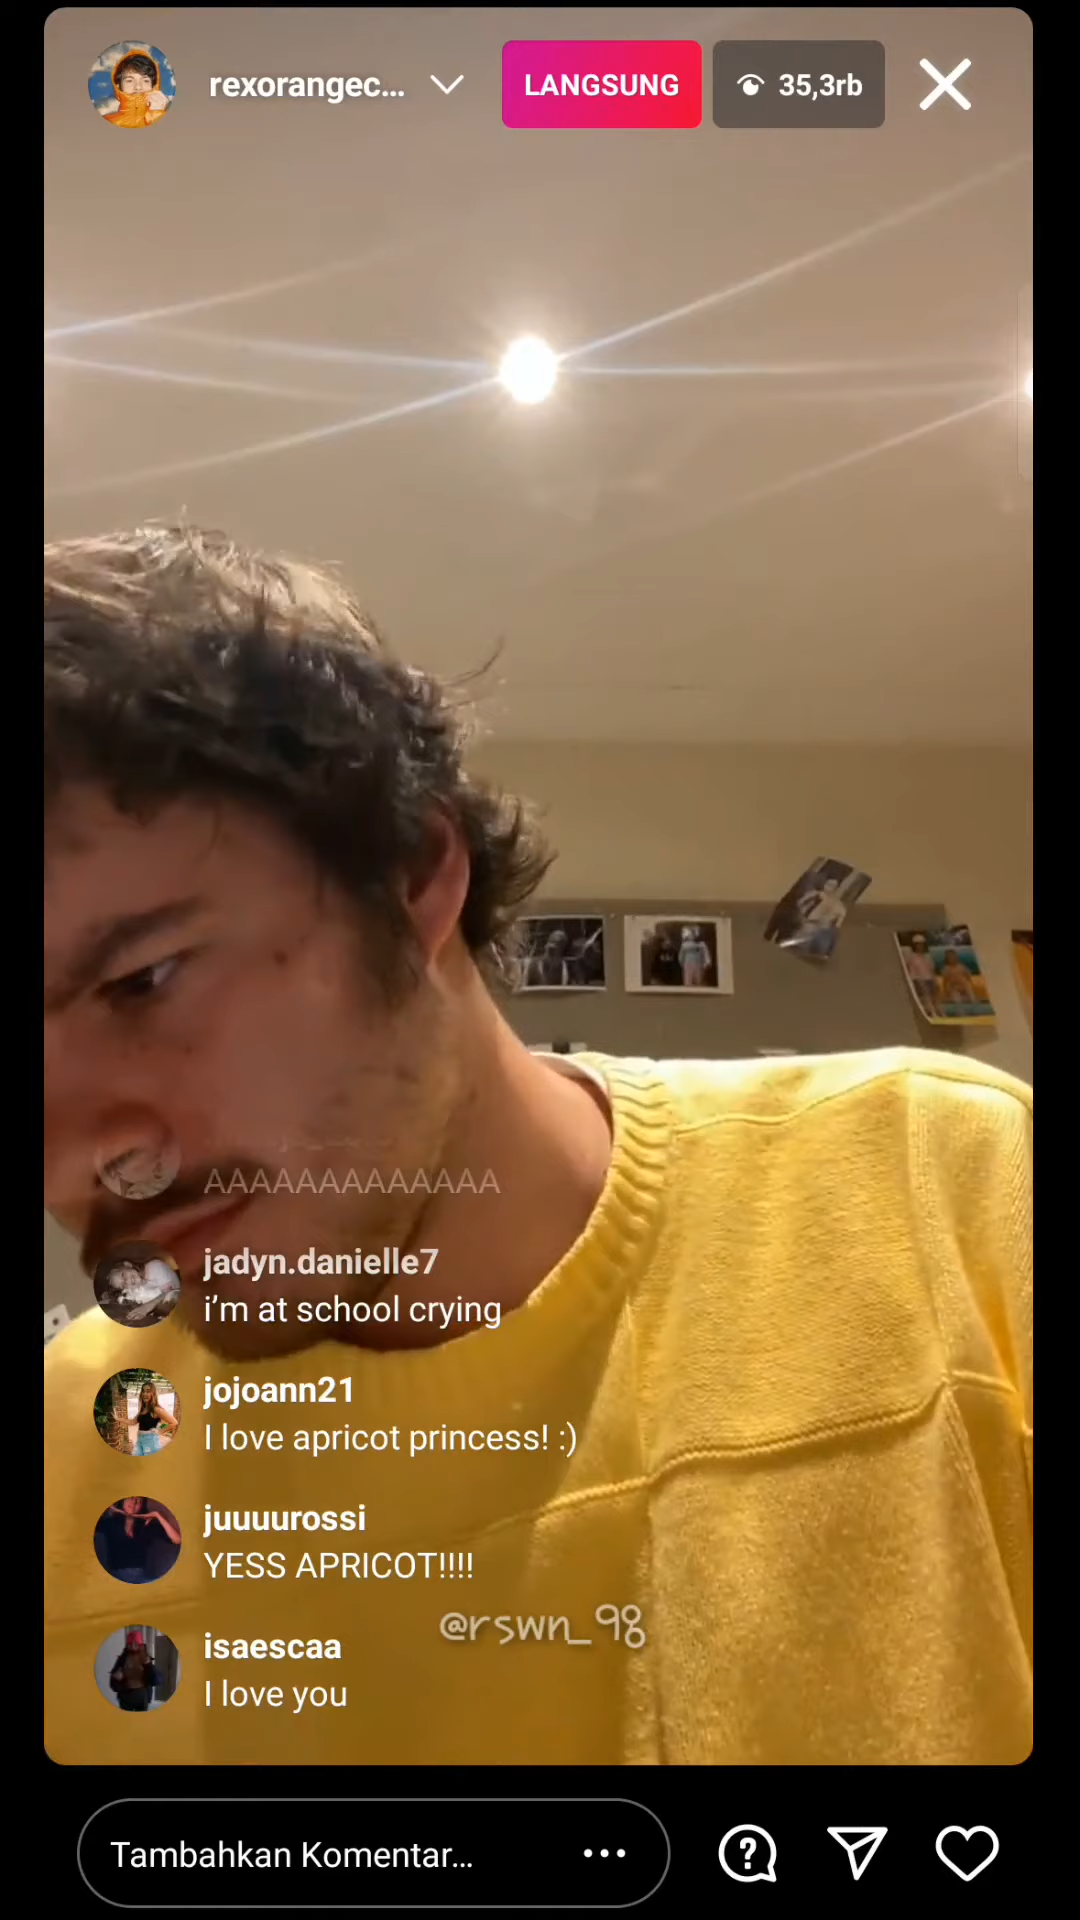 rexorangec...
LANGSUNG
35,3rb
AAAAAAAAAAAAA
jadyn.danielle7
i’m at school crying
jojoann21
I love apricot princess! :)
juuuurossi
YESS APRICOT!!!!
@rswn_98
isaescaa
I love you
Tambahkan Komentar...